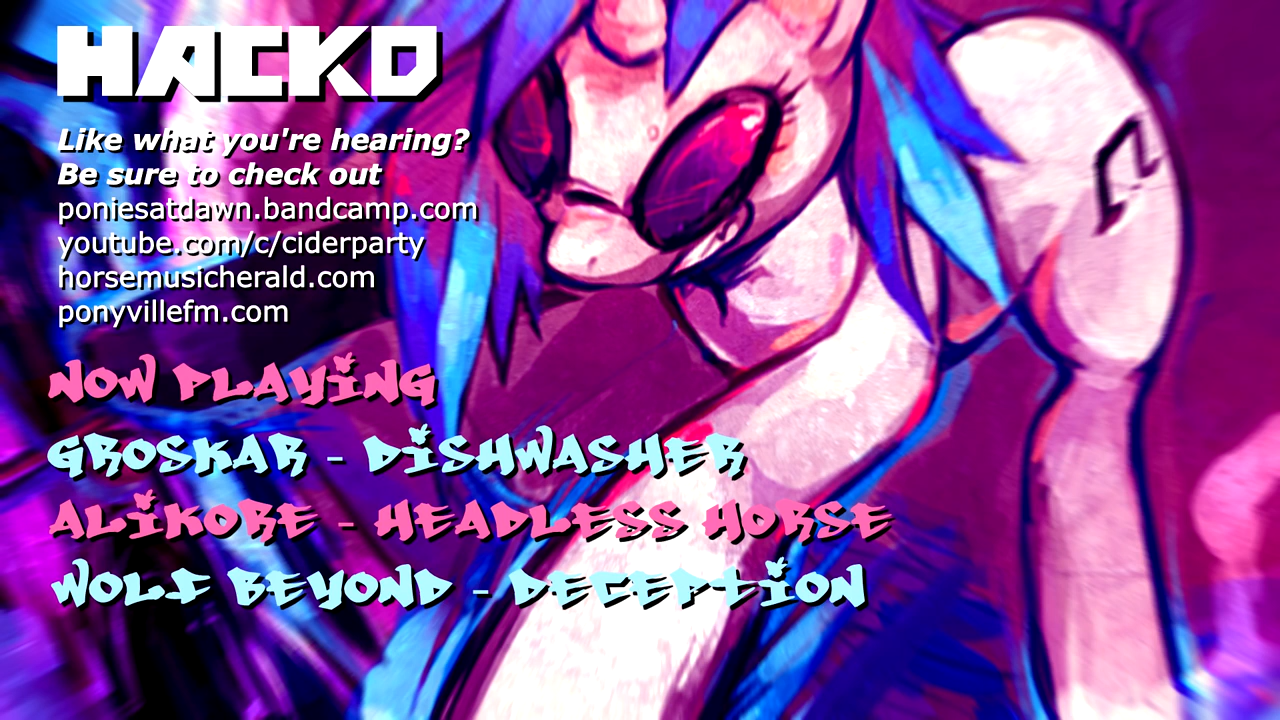 HACKD
Like what you're hearing?
Be sure to check out
poniesatdawn.bandcamp.com
youtube.com/c/ciderparty
horsemusicherald.com
ponyvillefm.com
NOW PLAYING
GROSKAR - DISHWASHER
ALIKORE - HEADLESS HORSE
WOLF BEYOND - DECEPTION